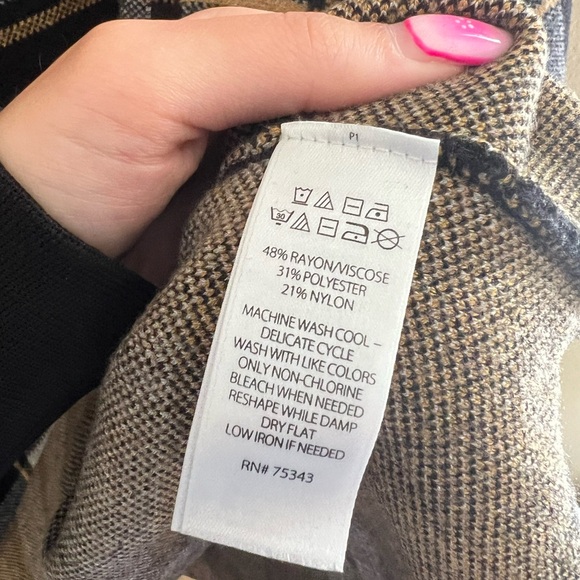 P1
30
48% RAYON/VISCOSE
31% POLYESTER
21% NYLON
MACHINE WASH COOL –
DELICATE CYCLE
WASH WITH LIKE COLORS
ONLY NON-CHLORINE
BLEACH WHEN NEEDED
RESHAPE WHILE DAMP
DRY FLAT
LOW IRON IF NEEDED
RN# 75343